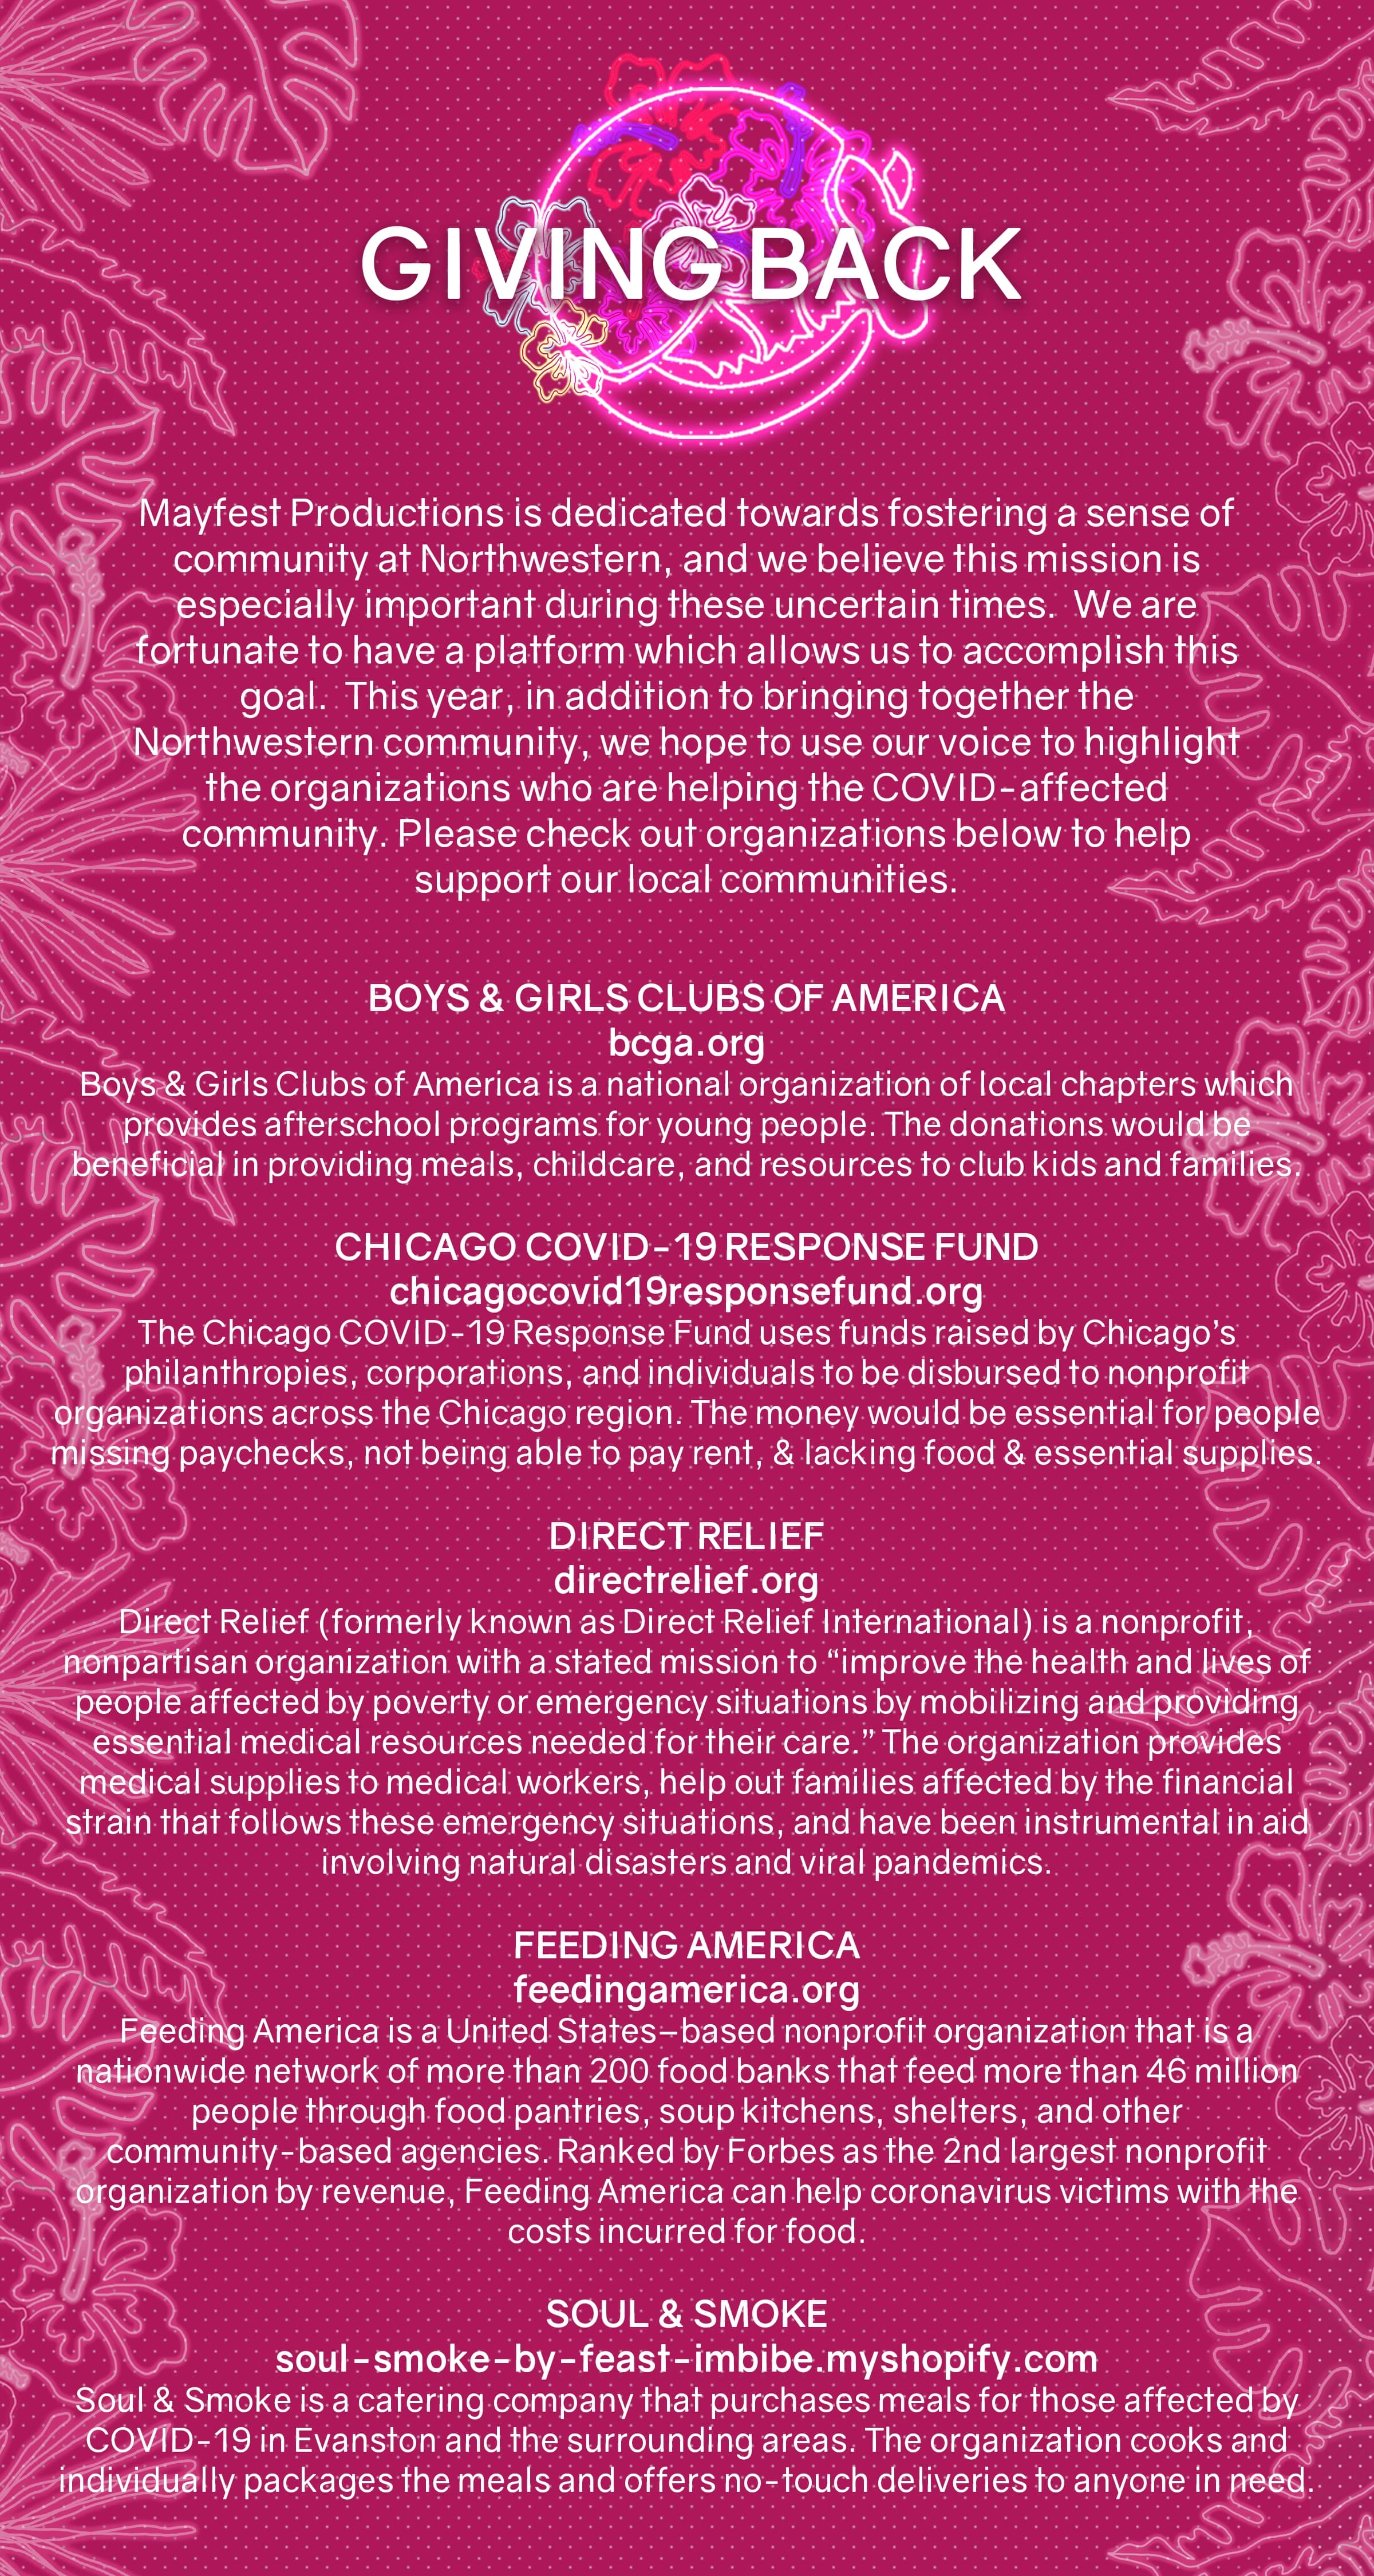 GIVING BACK
Mayfest Productions is dedicated towards fostering a sense of
community at Northwestern, and we believe this mission is
especially important during these uncertain times.  We are
fortunate to have a platform which allows us to accomplish this
goal.  This year, in addition to bringing together the
Northwestern community, we hope to use our voice to highlight
the organizations who are helping the COVID-affected
community. Please check out organizations below to help
support our local communities.
BOYS & GIRLS CLUBS OF AMERICA
bcga.org
Boys & Girls Clubs of America is a national organization of local chapters which
provides afterschool programs for young people. The donations would be
beneficial in providing meals, childcare, and resources to club kids and families.
CHICAGO COVID-19 RESPONSE FUND
chicagocovid19responsefund.org
The Chicago COVID-19 Response Fund uses funds raised by Chicago's
philanthropies, corporations, and individuals to be disbursed to nonprofit
organizations across the Chicago region. The money would be essential for people
missing paychecks, not being able to pay rent, & lacking food & essential supplies.
DIRECT RELIEF
directrelief.org
Direct Relief (formerly known as Direct Relief International) is a nonprofit,
nonpartisan organization with a stated mission to “improve the health and lives of
people affected by poverty or emergency situations by mobilizing and providing
essential medical resources needed for their care.” The organization provides
medical supplies to medical workers, help out families affected by the financial
strain that follows these emergency situations, and have been instrumental in aid
involving natural disasters and viral pandemics.
FEEDING AMERICA
feedingamerica.org
Feeding America is a United States–based nonprofit organization that is a
nationwide network of more than 200 food banks that feed more than 46 million
people through food pantries, soup kitchens, shelters, and other
community-based agencies. Ranked by Forbes as the 2nd largest nonprofit
organization by revenue, Feeding America can help coronavirus victims with the
costs incurred for food.
SOUL & SMOKE
soul-smoke-by-feast-imbibe.myshopify.com
Soul & Smoke is a catering company that purchases meals for those affected by
COVID-19 in Evanston and the surrounding areas. The organization cooks and
individually packages the meals and offers no-touch deliveries to anyone in need.